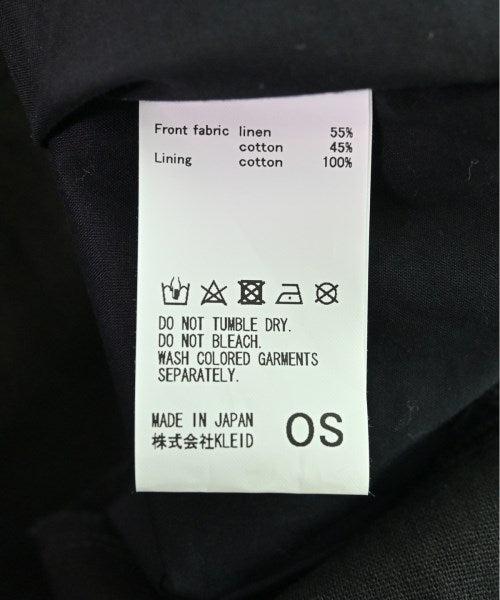 Front fabric linen 55%
cotton 45%
Lining cotton 100%
DO NOT TUMBLE DRY.
DO NOT BLEACH.
WASH COLORED GARMENTS
SEPARATELY.
MADE IN JAPAN
株式会社KLEID
OS